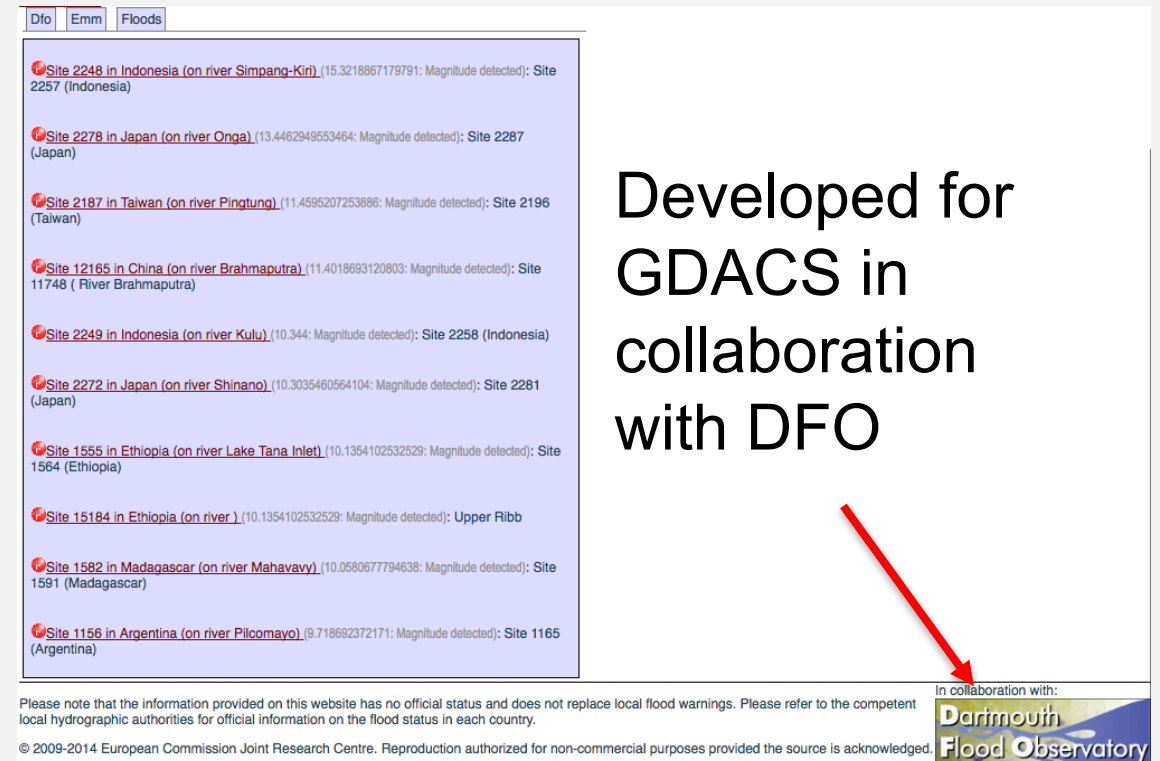 Dfo Emm Floods
Site 2248 in Indonesia (on river Simpang-Kiri) (15.3218867179791: Magnitude detected): Site
2257 (Indonesia)
Site 2278 in Japan (on river Onga) (13.4462949553464: Magnitude detected): Site 2287
(Japan)
Site 2187 in Taiwan (on river Pingtung) (11.4595207253886: Magnitude detected): Site 2196
(Taiwan)
Site 12165 in China (on river Brahmaputra) (11.4018693120803: Magnitude detected): Site
11748 ( River Brahmaputra)
Site 2249 in Indonesia (on river Kulu) (10.344: Magnitude detected): Site 2258 (Indonesia)
Site 2272 in Japan (on river Shinano) (10.3035460564104: Magnitude detected): Site 2281
(Japan)
Site 1555 in Ethiopia (on river Lake Tana Inlet) (10.1354102532529: Magnitude detected): Site
1564 (Ethiopia)
Site 15184 in Ethiopia (on river ) (10.1354102532529: Magnitude detected): Upper Ribb
Site 1582 in Madagascar (on river Mahavavy) (10.0580677794638: Magnitude detected): Site
1591 (Madagascar)
Site 1156 in Argentina (on river Pilcomayo) (9.718692372171: Magnitude detected): Site 1165
(Argentina)
Developed for
GDACS in
collaboration
with DFO
Please note that the information provided on this website has no official status and does not replace local flood warnings. Please refer to the competent
local hydrographic authorities for official information on the flood status in each country.
© 2009-2014 European Commission Joint Research Centre. Reproduction authorized for non-commercial purposes provided the source is acknowledged.
In collaboration with:
Dartmouth
Flood Observatory